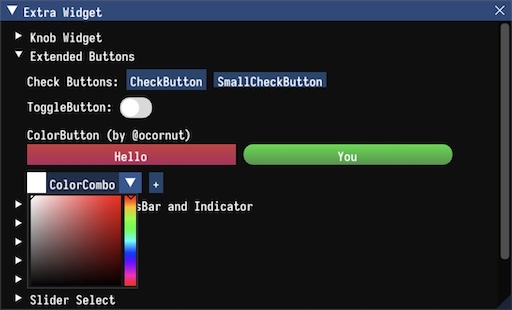 Extra Widget
Knob Widget
Extended Buttons
Check Buttons: CheckButton SmallCheckButton
ToggleButton:
ColorButton (by @ocornut)
Hello You
ColorCombo +
sBar and Indicator
Slider Select